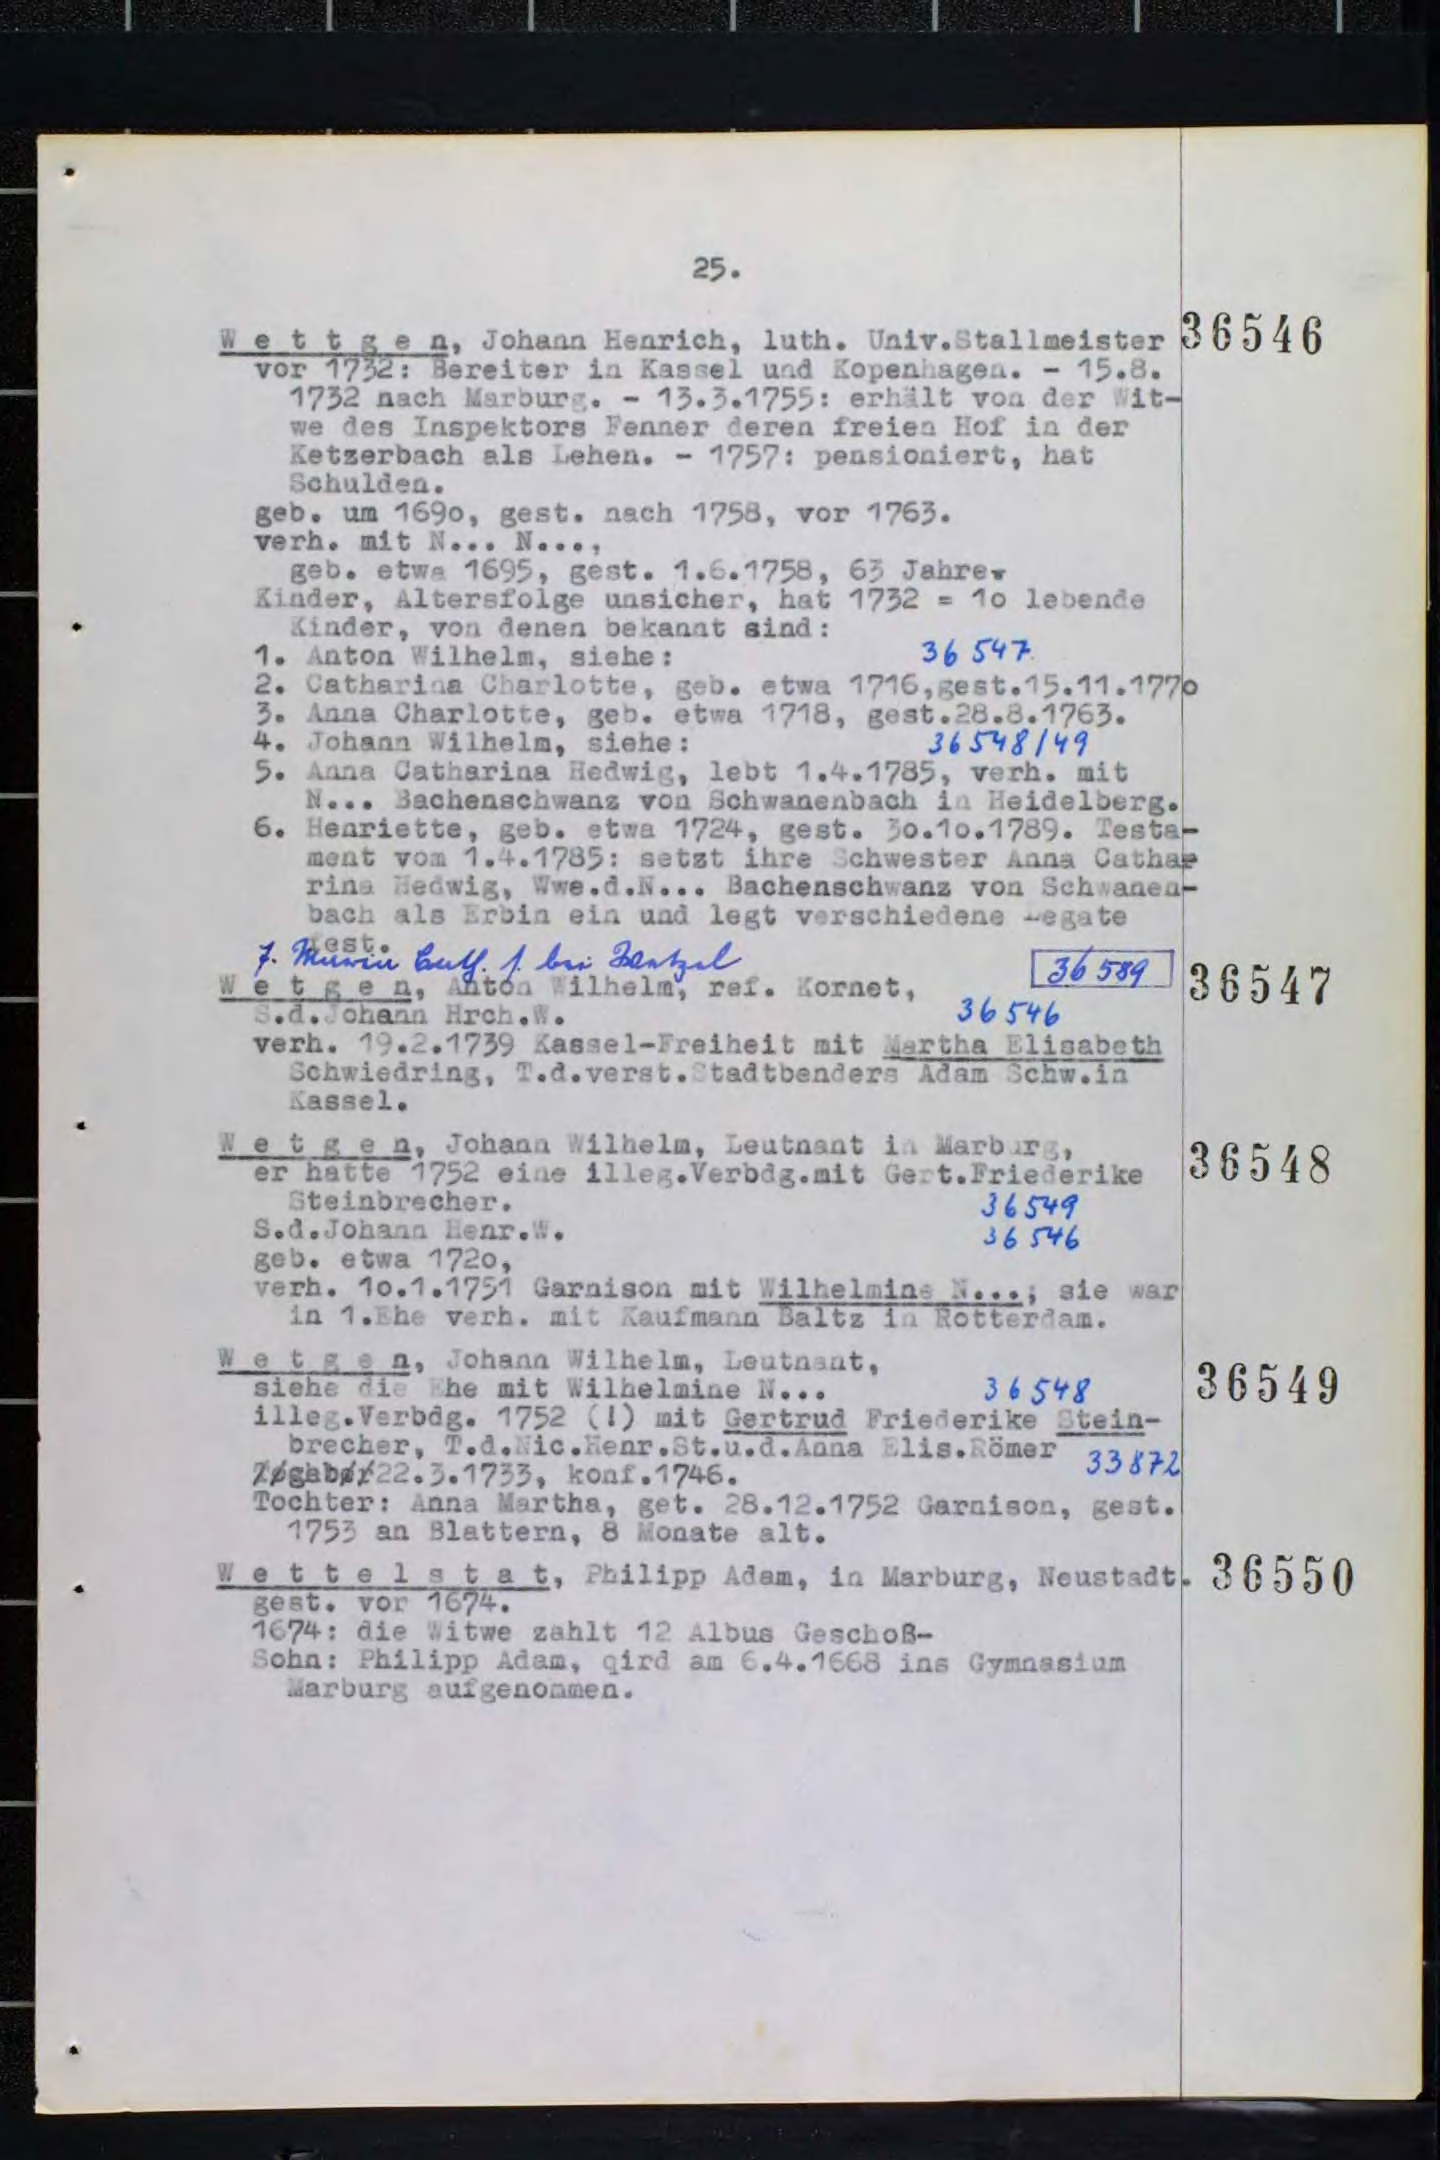 25.
W e t t g e n, Johann Henrich, luth. Univ.Stallmeister 36546
vor 1732: Bereiter in Kassel und Kopenhagen. - 15.8.
1732 nach Marburg. - 13.3.1755: erhält von der Wit-
we des Inspektors Fenner deren freien Hof in der
Ketzerbach als Lehen. - 1757: pensioniert, hat
Schulden.
geb. um 1690, gest. nach 1758, vor 1763.
verh. mit N... N...,
geb. etwa 1695, gest. 1.6.1758, 63 Jahre.
Kinder, Altersfolge unsicher, hat 1732 = 10 lebende
Kinder, von denen bekannt sind:
1. Anton Wilhelm, siehe: 36 547
2. Catharina Charlotte, geb. etwa 1716,gest.15.11.1770
3. Anna Charlotte, geb. etwa 1718, gest.28.8.1763.
4. Johann Wilhelm, siehe: 36 548/49
5. Anna Catharina Hedwig, lebt 1.4.1785, verh. mit
N... Bachenschwanz von Schwanenbach in Heidelberg.
6. Henriette, geb. etwa 1724, gest. 30.10.1789. Testa-
ment vom 1.4.1785: setzt ihre Schwester Anna Catha-
rina Hedwig, Wwe.d.N... Bachenschwanz von Schwanen-
bach als Erbin ein und legt verschiedene Legate
fest.
7. bei 36 589
W e t g e n, Anton Wilhelm, ref. Kornet, 36547
S.d.Johann Hrch.W. 36 546
verh. 19.2.1739 Kassel-Freiheit mit Martha Elisabeth
Schwiedring, T.d.verst.Stadtbenders Adam Schw.in
Kassel.
W e t g e n, Johann Wilhelm, Leutnant in Marburg, 36548
er hatte 1752 eine illeg.Verbdg.mit Gert.Friederike
Steinbrecher. 36 549
S.d.Johann Henr.W. 36 546
geb. etwa 1720,
verh. 10.1.1751 Garnison mit Wilhelmine N...; sie war
in 1.Ehe verh. mit Kaufmann Baltz in Rotterdam.
W e t g e n, Johann Wilhelm, Leutnant, 36549
siehe die Ehe mit Wilhelmine N... 36 548
illeg.Verbdg. 1752 (!) mit Gertrud Friederike Stein-
brecher, T.d.Nic.Henr.St.u.d.Anna Elis.Römer 33872
22.3.1733, konf.1746.
Tochter: Anna Martha, get. 28.12.1752 Garnison, gest.
1753 an Blattern, 8 Monate alt.
W e t t e l s t a t, Philipp Adam, in Marburg, Neustadt. 36550
gest. vor 1674.
1674: die Witwe zahlt 12 Albus Geschoß-
Sohn: Philipp Adam, qird am 6.4.1668 ins Gymnasium
Marburg aufgenommen.